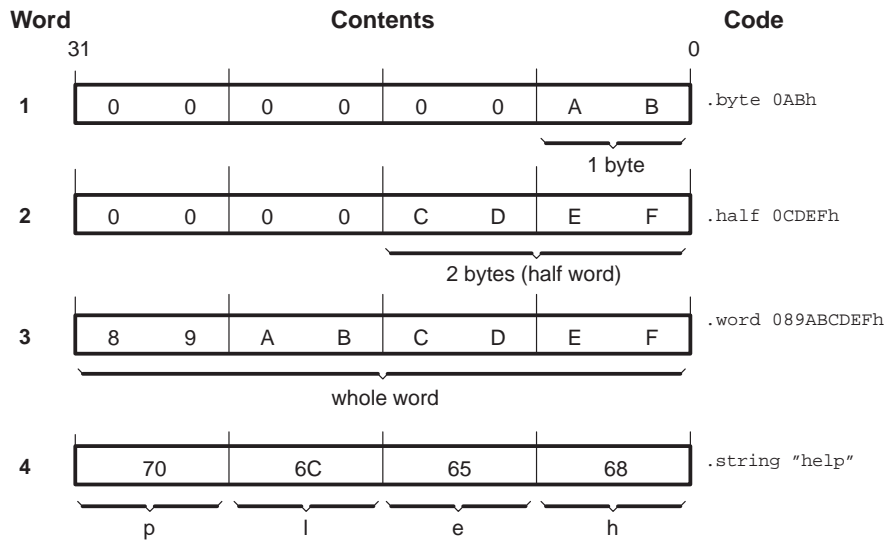 Word Contents Code
31 0
1 0 0 0 0 0 0 A B .byte 0ABh
1 byte
2 0 0 0 0 C D E F .half 0CDEFh
2 bytes (half word)
3 8 9 A B C D E F .word 089ABCDEFh
whole word
4 70 6C 65 68 .string ″help″
p l e h